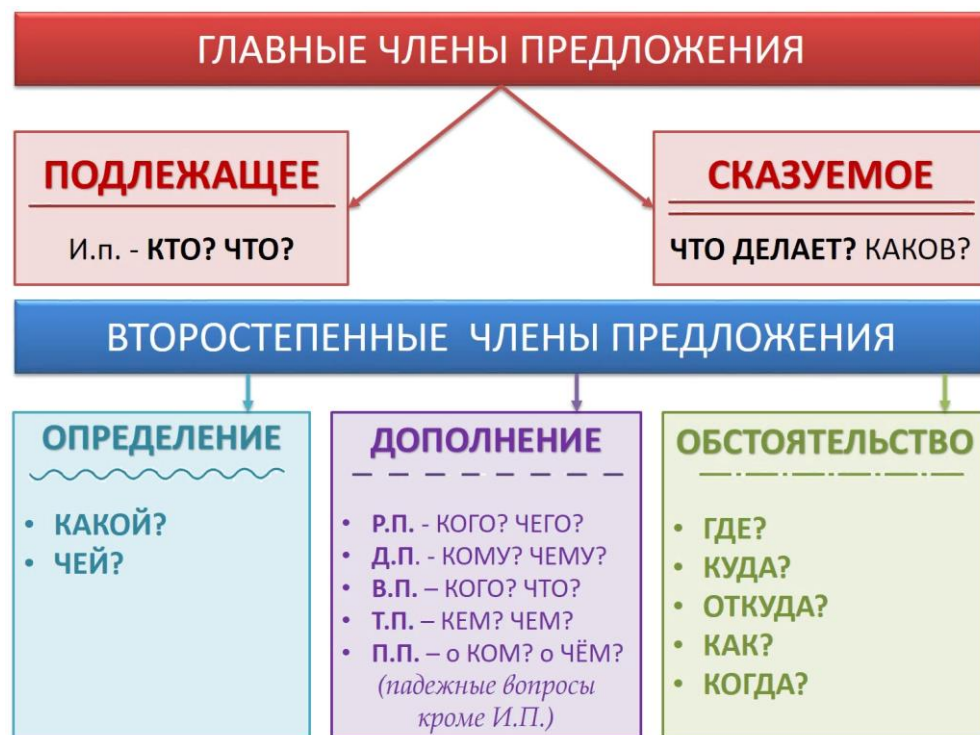 ГЛАВНЫЕ ЧЛЕНЫ ПРЕДЛОЖЕНИЯ
ПОДЛЕЖАЩЕЕ
И.п. - КТО? ЧТО?
СКАЗУЕМОЕ
ЧТО ДЕЛАЕТ? КАКОВ?
ВТОРОСТЕПЕННЫЕ ЧЛЕНЫ ПРЕДЛОЖЕНИЯ
ОПРЕДЕЛЕНИЕ
• КАКОЙ?
• ЧЕЙ?
ДОПОЛНЕНИЕ
• Р.П. - КОГО? ЧЕГО?
• Д.П. - КОМУ? ЧЕМУ?
• В.П. – КОГО? ЧТО?
• Т.П. – КЕМ? ЧЕМ?
• П.П. – о КОМ? о ЧЁМ?
(падежные вопросы
кроме И.П.)
ОБСТОЯТЕЛЬСТВО
• ГДЕ?
• КУДА?
• ОТКУДА?
• КАК?
• КОГДА?